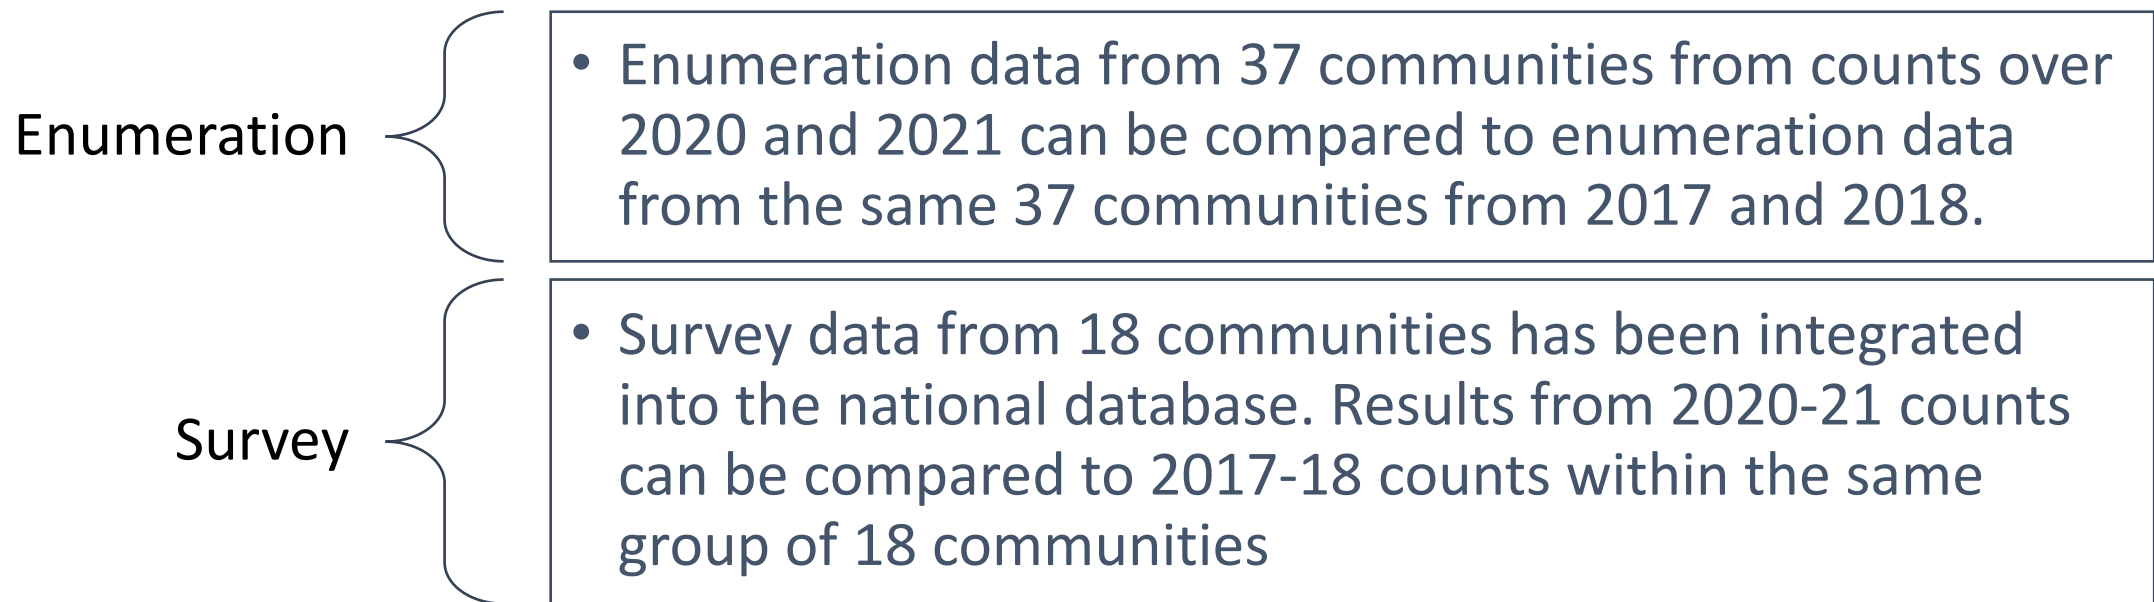 Enumeration
• Enumeration data from 37 communities from counts over
2020 and 2021 can be compared to enumeration data
from the same 37 communities from 2017 and 2018.
Survey
• Survey data from 18 communities has been integrated
into the national database. Results from 2020-21 counts
can be compared to 2017-18 counts within the same
group of 18 communities